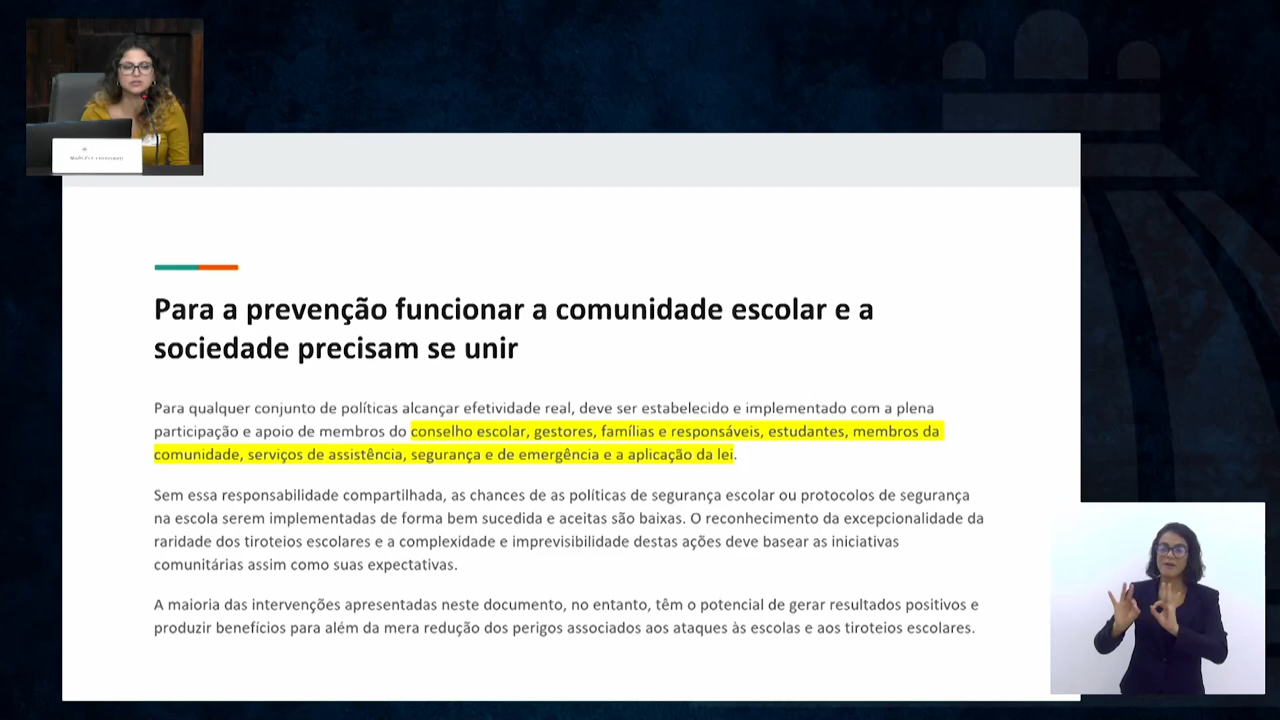 Para a prevenção funcionar a comunidade escolar e a
sociedade precisam se unir
Para qualquer conjunto de políticas alcançar efetividade real, deve ser estabelecido e implementado com a plena
participação e apoio de membros do conselho escolar, gestores, famílias e responsáveis, estudantes, membros da
comunidade, serviços de assistência, segurança e de emergência e a aplicação da lei.
Sem essa responsabilidade compartilhada, as chances de as políticas de segurança escolar ou protocolos de segurança
na escola serem implementadas de forma bem sucedida e aceitas são baixas. O reconhecimento da excepcionalidade da
raridade dos tiroteios escolares e a complexidade e imprevisibilidade destas ações deve basear as iniciativas
comunitárias assim como suas expectativas.
A maioria das intervenções apresentadas neste documento, no entanto, têm o potencial de gerar resultados positivos e
produzir benefícios para além da mera redução dos perigos associados aos ataques às escolas e aos tiroteios escolares.